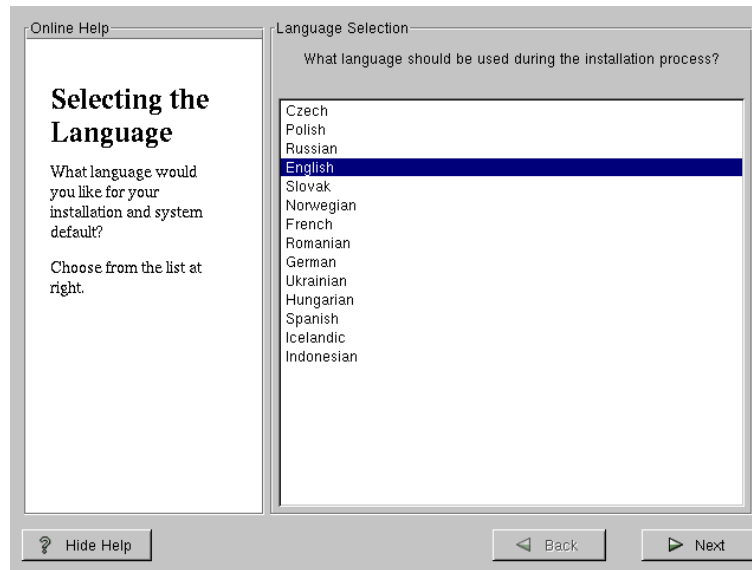 Online Help
Selecting the
Language
What language would
you like for your
installation and system
default?
Choose from the list at
right.
Language Selection
What language should be used during the installation process?
Czech
Polish
Russian
English
Slovak
Norwegian
French
Romanian
German
Ukrainian
Hungarian
Spanish
Icelandic
Indonesian
? Hide Help
Back
Next